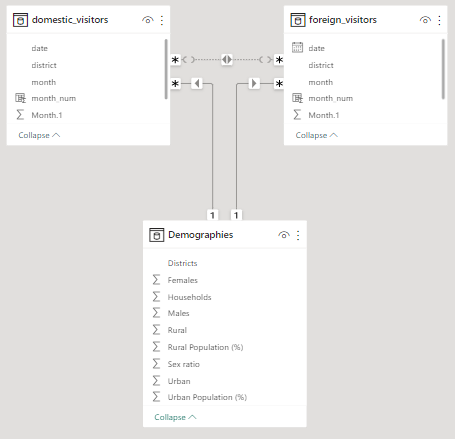 domestic_visitors
date
district
month
month_num
Month.1
Collapse
foreign_visitors
date
district
month
month_num
Month.1
Collapse
* *
* *
1 1
Demographies
Districts
Females
Households
Males
Rural
Rural Population (%)
Sex ratio
Urban
Urban Population (%)
Collapse